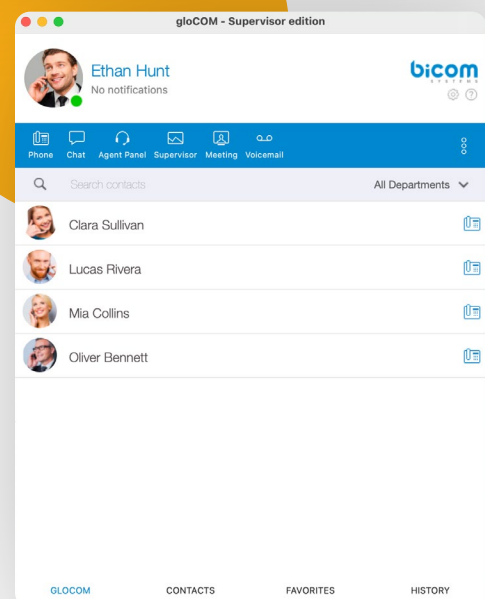 gloCOM - Supervisor edition
Ethan Hunt
No notifications
bicom
SYSTEMS
Phone Chat Agent Panel Supervisor Meeting Voicemail
Search contacts All Departments
Clara Sullivan
Lucas Rivera
Mia Collins
Oliver Bennett
GLOCOM CONTACTS FAVORITES HISTORY